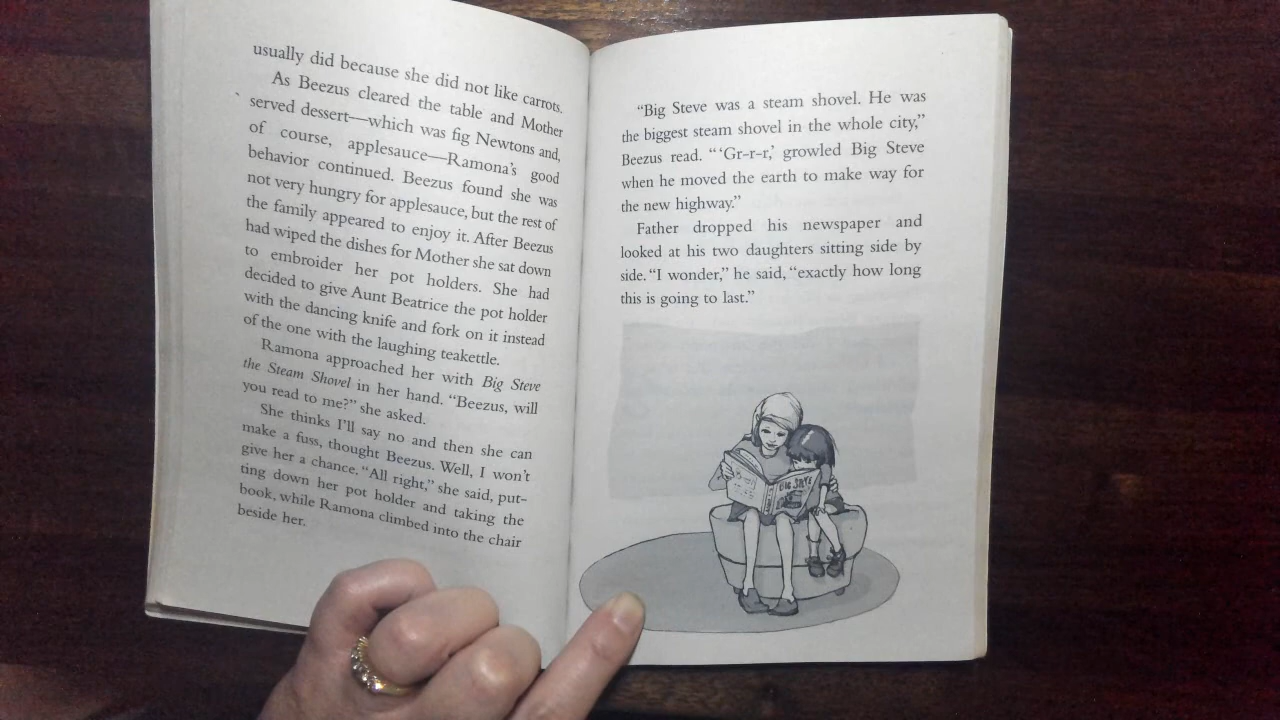 usually did because she did not like carrots.
As Beezus cleared the table and Mother
served dessert—which was fig Newtons and,
of course, applesauce—Ramona's good
behavior continued. Beezus found she was
not very hungry for applesauce, but the rest of
the family appeared to enjoy it. After Beezus
had wiped the dishes for Mother she sat down
to embroider her pot holders. She had
decided to give Aunt Beatrice the pot holder
with the dancing knife and fork on it instead
of the one with the laughing teakettle.
Ramona approached her with Big Steve
the Steam Shovel in her hand. “Beezus, will
you read to me?” she asked.
She thinks I'll say no and then she can
make a fuss, thought Beezus. Well, I won't
give her a chance. “All right,” she said, put-
ting down her pot holder and taking the
book, while Ramona climbed into the chair
beside her.
“Big Steve was a steam shovel. He was
the biggest steam shovel in the whole city,”
Beezus read. “‘Gr-r-r,’ growled Big Steve
when he moved the earth to make way for
the new highway.”
Father dropped his newspaper and
looked at his two daughters sitting side by
side. “I wonder,” he said, “exactly how long
this is going to last.”
BIG STEVE